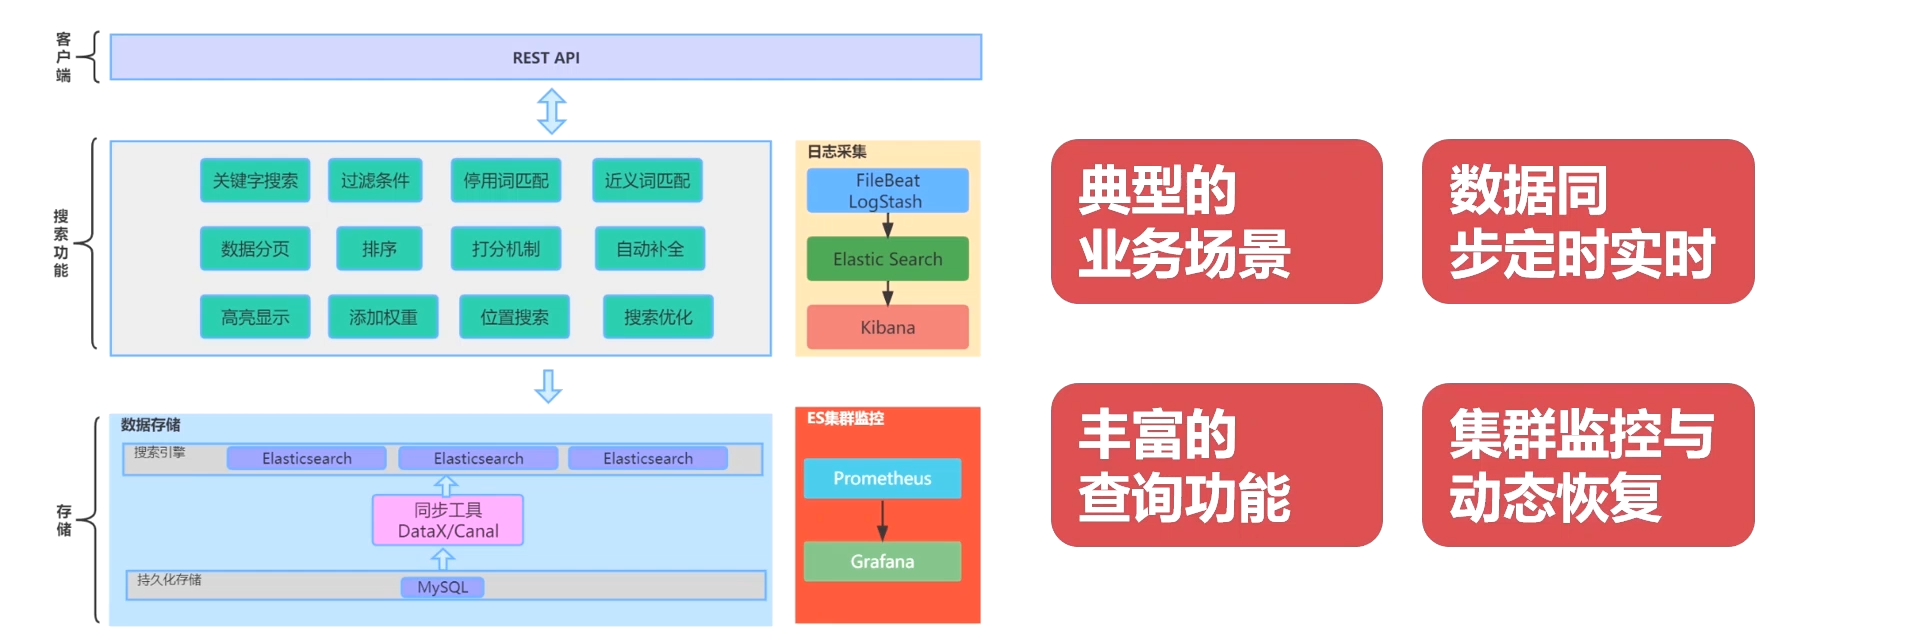 客户端
REST API
搜索功能
关键字搜索
过滤条件
停用词匹配
近义词匹配
数据分页
排序
打分机制
自动补全
高亮显示
添加权重
位置搜索
搜索优化
日志采集
FileBeat
LogStash
Elastic Search
Kibana
存储
数据存储
搜索引擎
Elasticsearch
Elasticsearch
Elasticsearch
同步工具
DataX/Canal
持久化存储
MySQL
ES集群监控
Prometheus
Grafana
典型的
业务场景
数据同
步定时实时
丰富的
查询功能
集群监控与
动态恢复